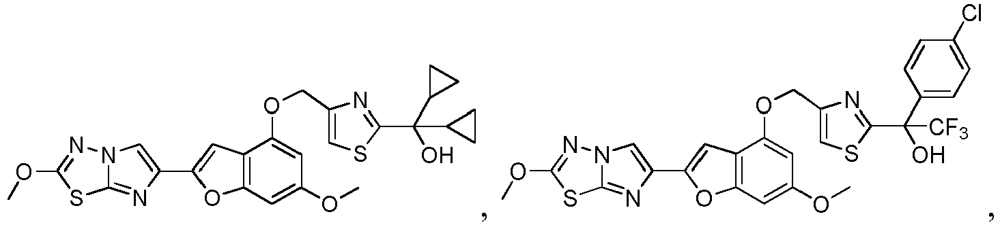 Cl
O N O N
CF3
N N S OH N N S OH
O O
S N O O , S N O O ,